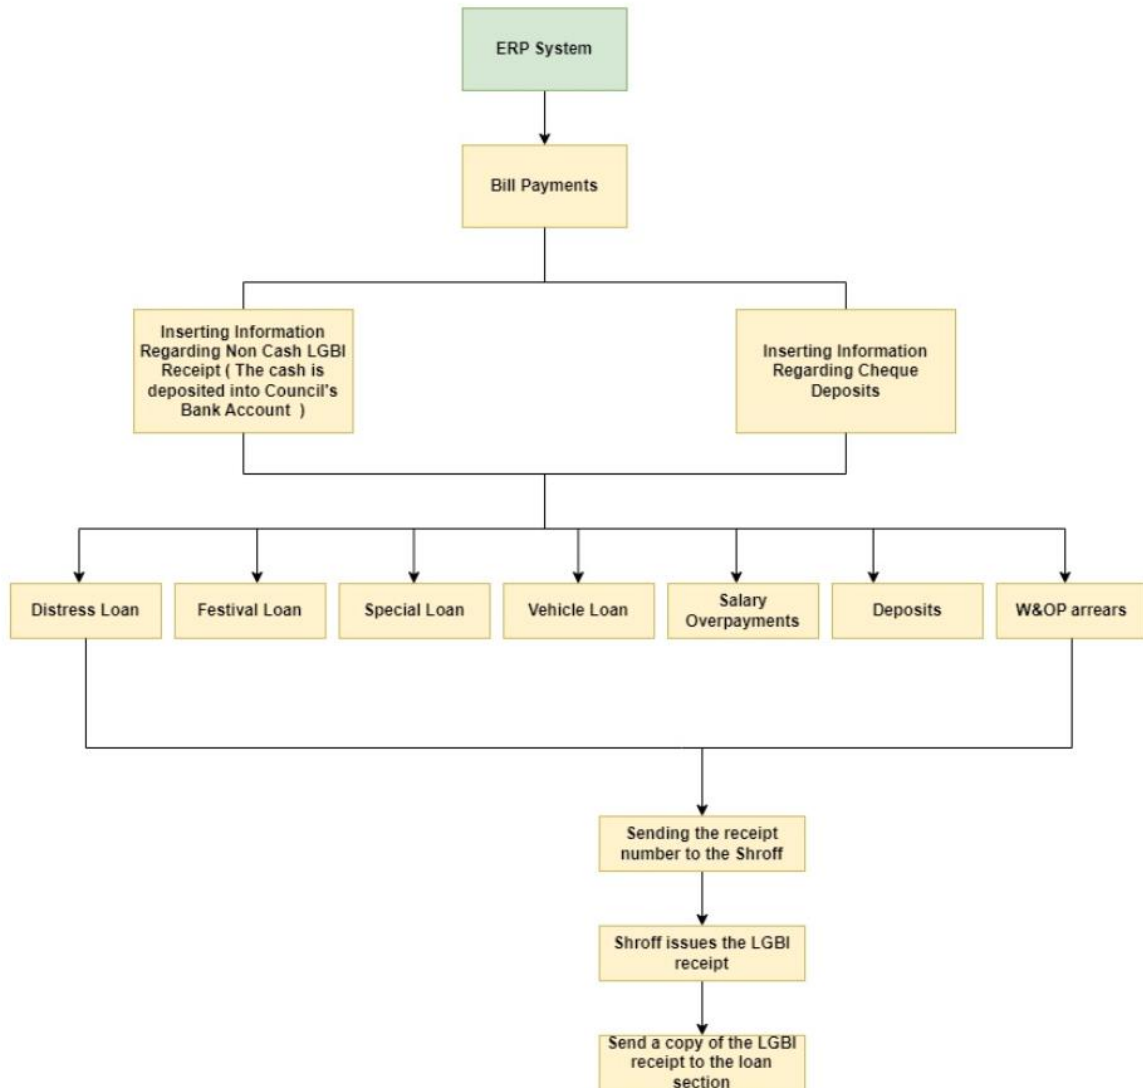 ERP System
Bill Payments
Inserting Information
Regarding Non Cash LGBI
Receipt ( The cash is
deposited into Council's
Bank Account  )
Inserting Information
Regarding Cheque
Deposits
Distress Loan
Festival Loan
Special Loan
Vehicle Loan
Salary
Overpayments
Deposits
W&OP arrears
Sending the receipt
number to the Shroff
Shroff issues the LGBI
receipt
Send a copy of the LGBI
receipt to the loan
section